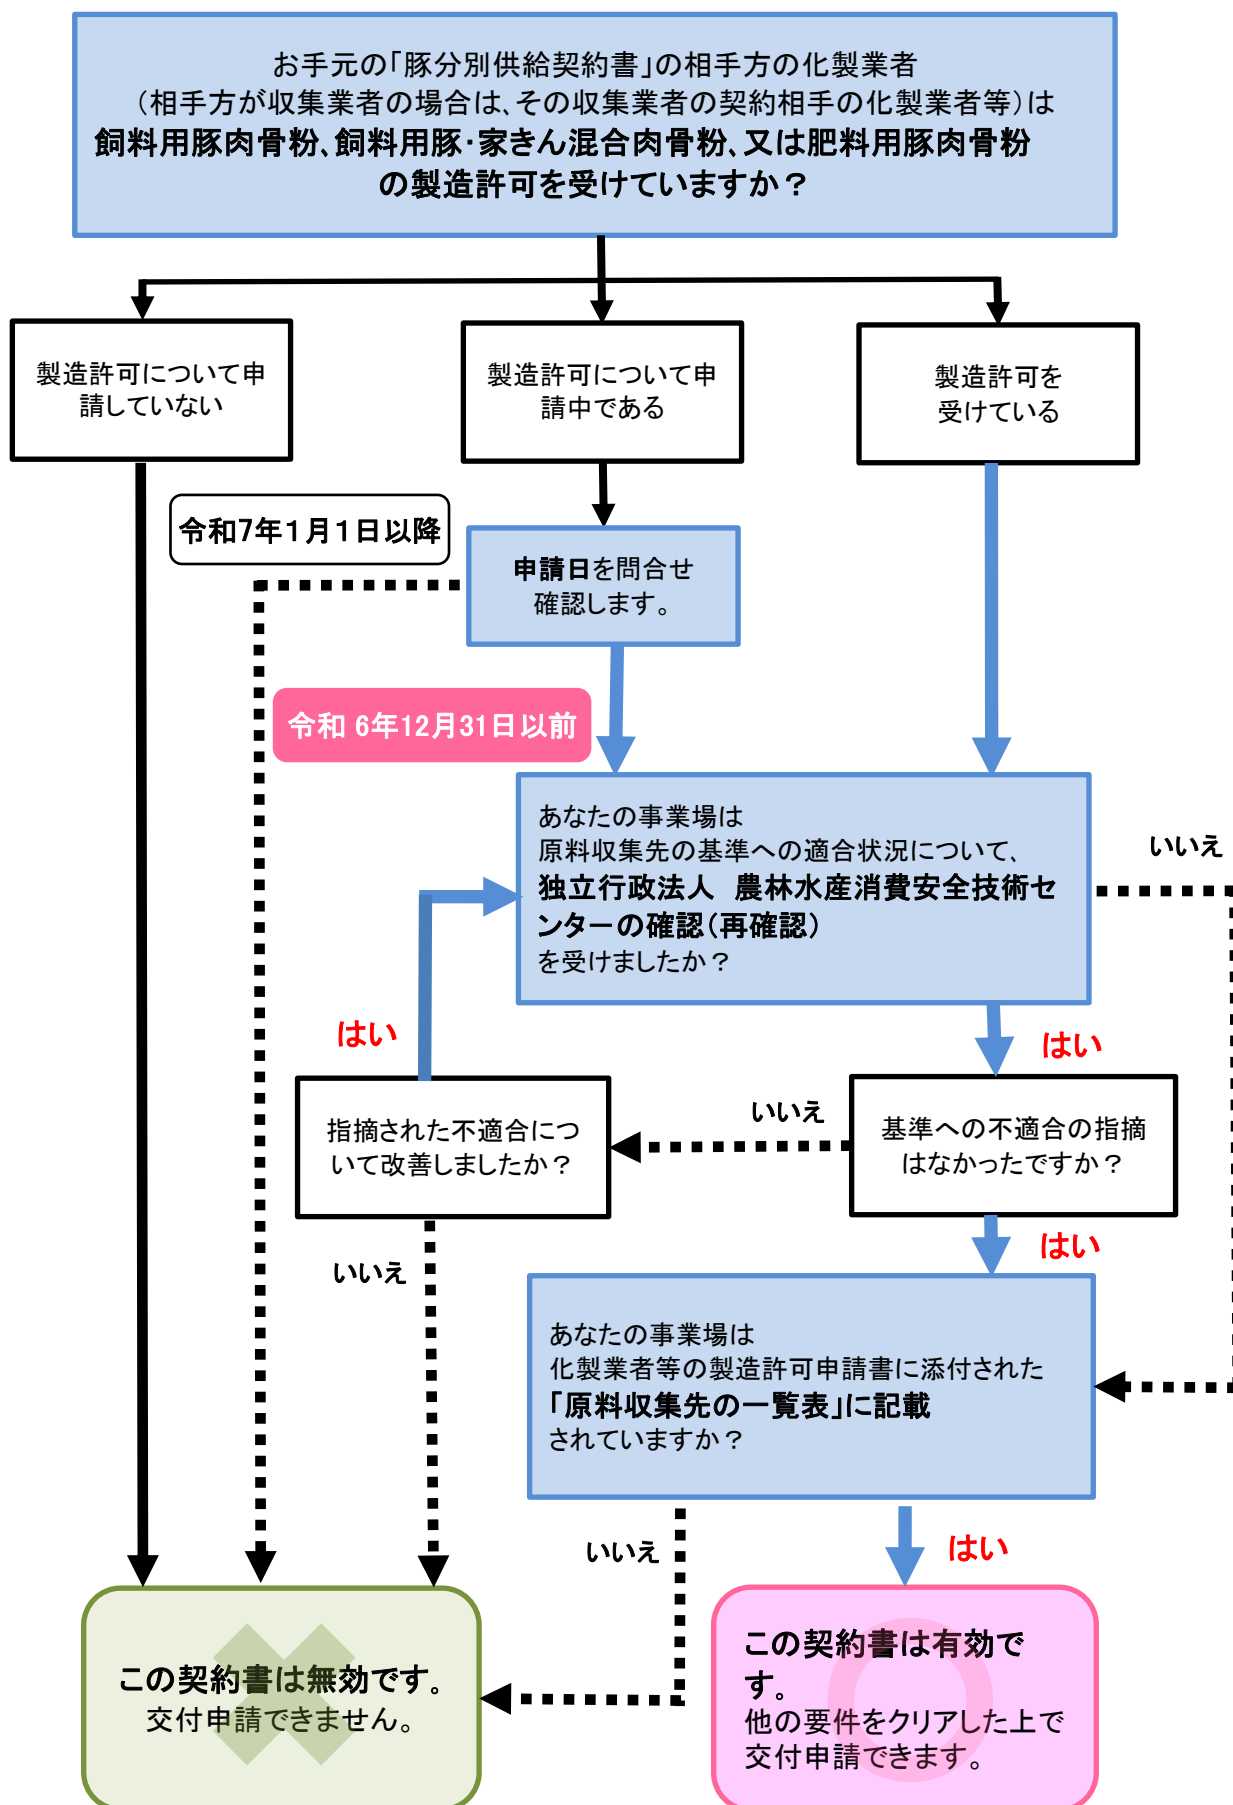 お手元の「豚分別供給契約書」の相手方の化製業者
（相手方が収集業者の場合は、その収集業者の契約相手の化製業者等）は
飼料用豚肉骨粉、飼料用豚・家きん混合肉骨粉、又は肥料用豚肉骨粉
の製造許可を受けていますか？
製造許可について申
請していない
製造許可について申
請中である
製造許可を
受けている
令和7年１月１日以降
申請日を問合せ
確認します。
令和 6年12月31日以前
あなたの事業場は
原料収集先の基準への適合状況について、
独立行政法人　農林水産消費安全技術セ
ンターの確認（再確認）
を受けましたか？
いいえ
はい
はい
指摘された不適合につ
いて改善しましたか？
いいえ
基準への不適合の指摘
はなかったですか？
いいえ
はい
あなたの事業場は
化製業者等の製造許可申請書に添付された
「原料収集先の一覧表」に記載
されていますか？
いいえ
はい
この契約書は無効です。
交付申請できません。
この契約書は有効で
す。
他の要件をクリアした上で
交付申請できます。